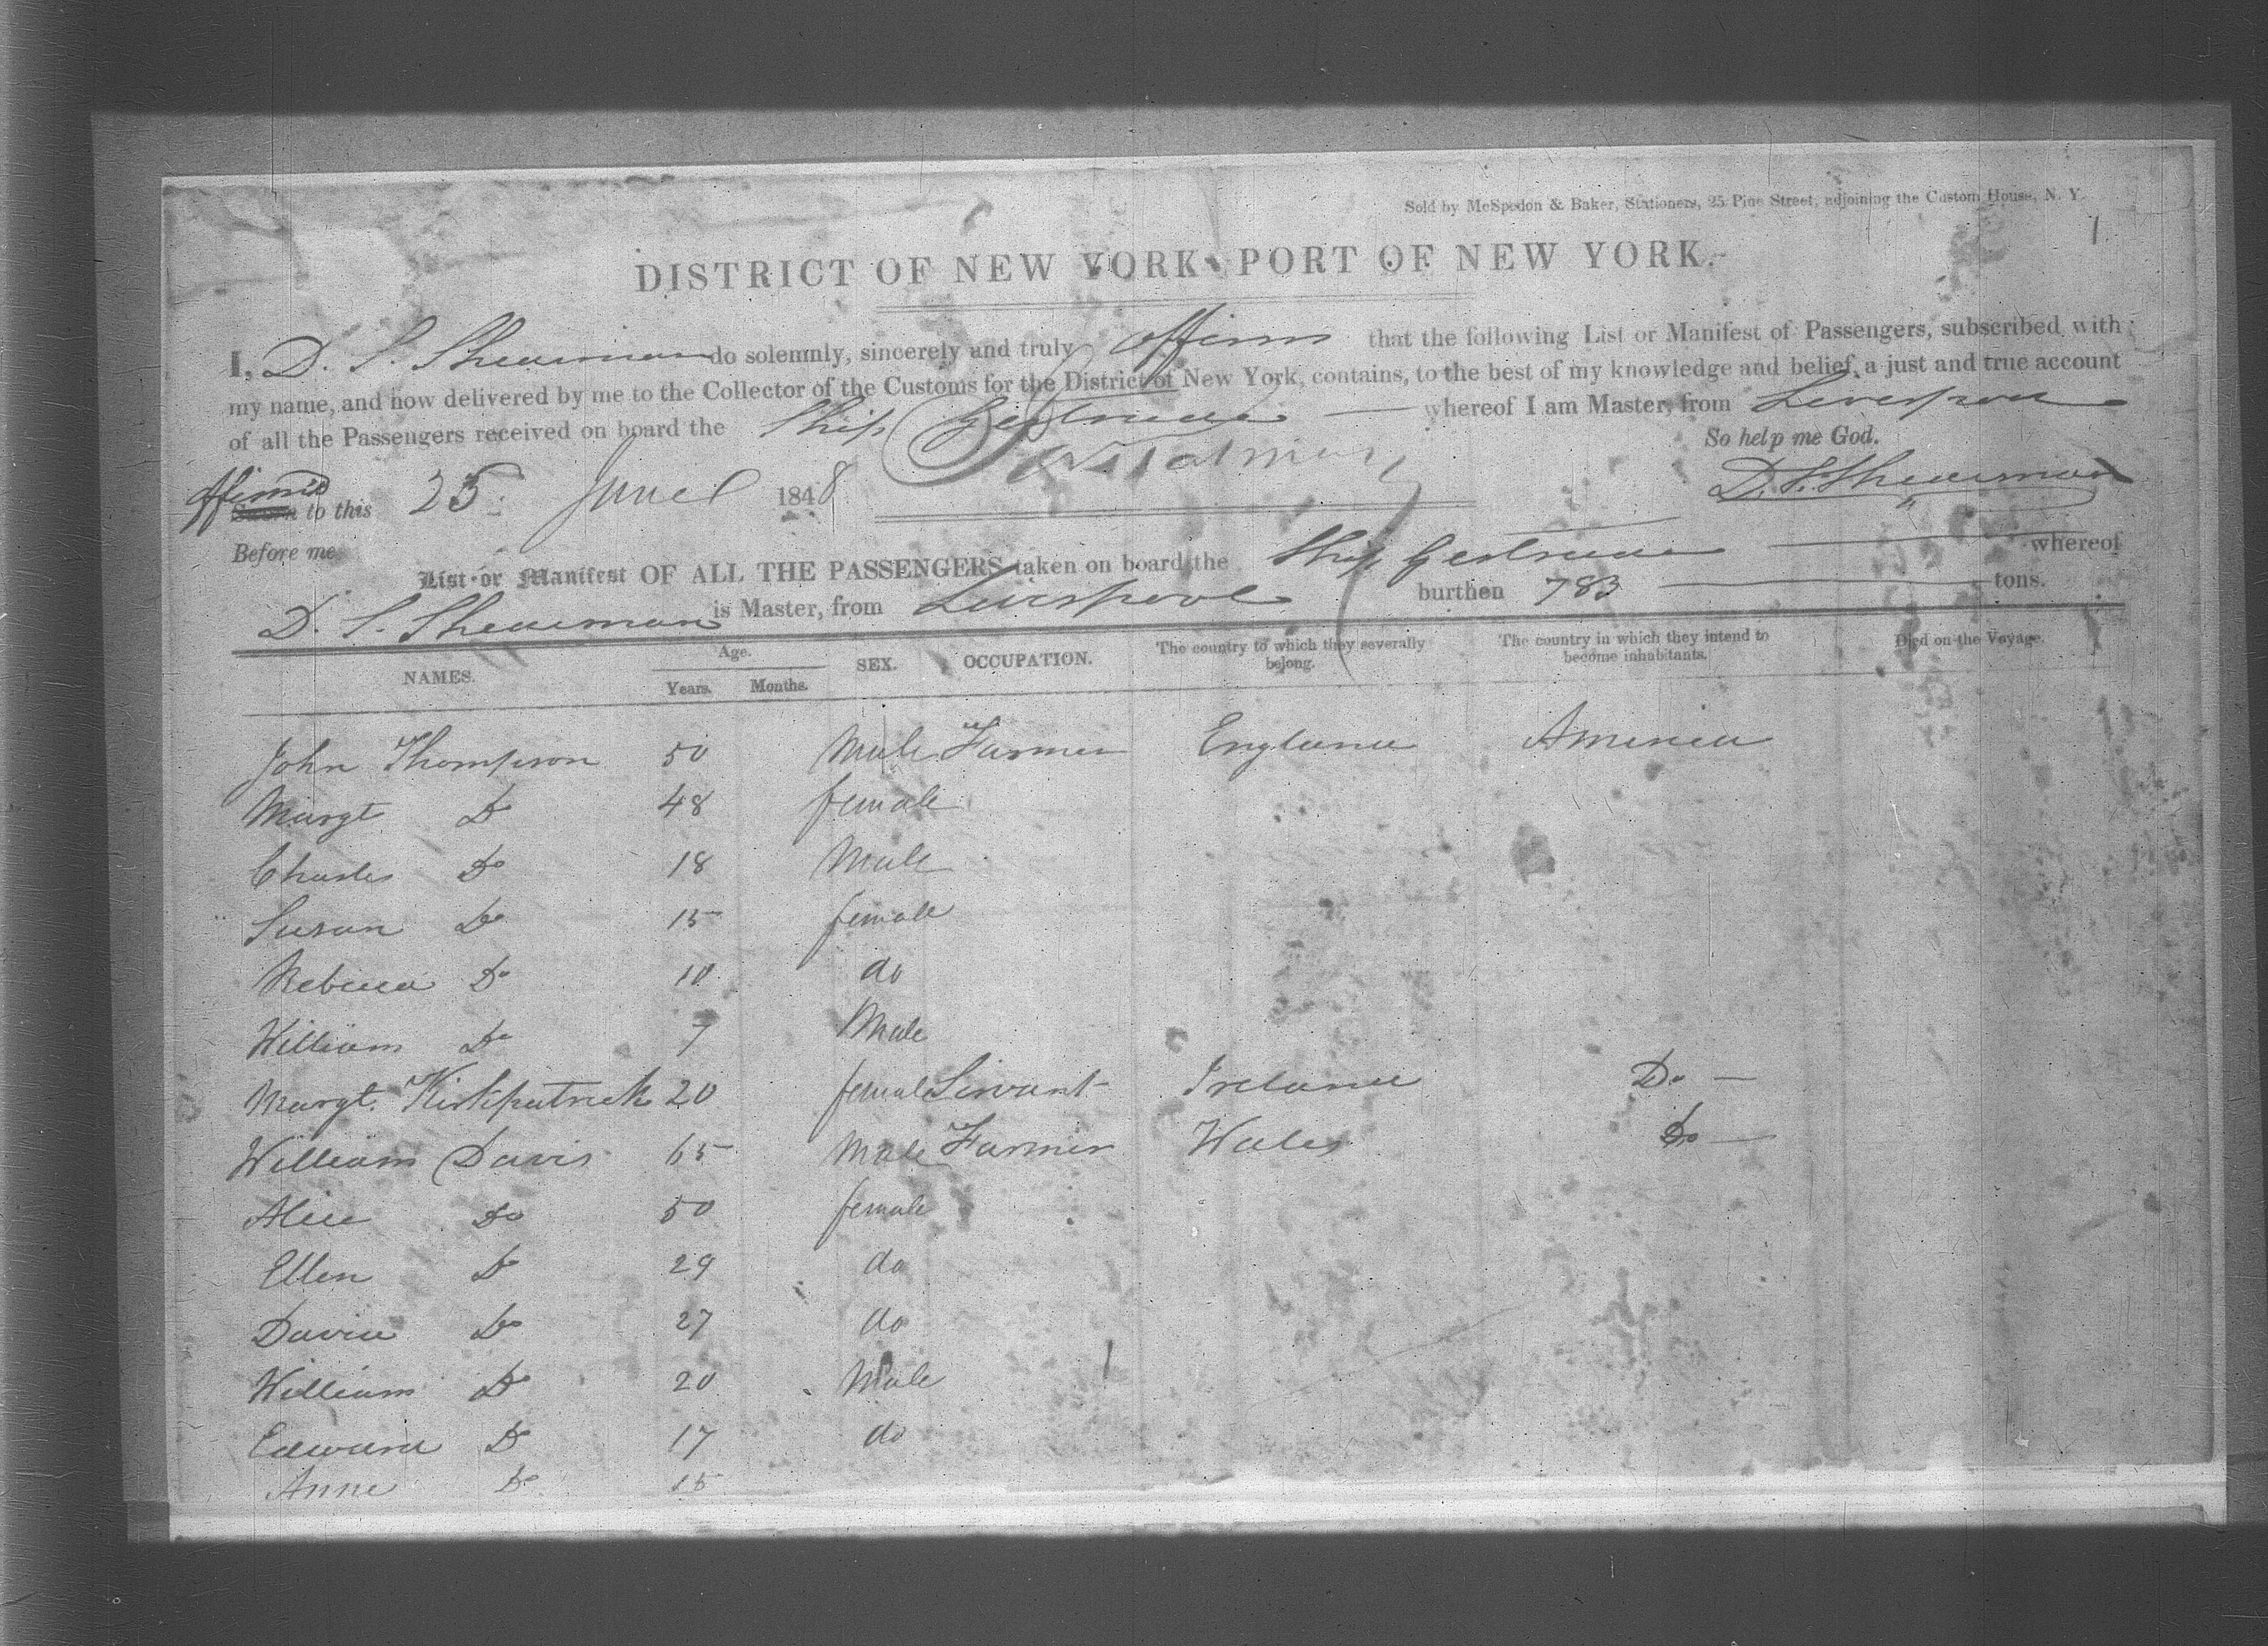 Sold by McSpedon & Baker, Stationers, 25 Pine Street, adjoining the Custom House, N. Y.
1
DISTRICT OF NEW YORK PORT OF NEW YORK.
I, D. S. Shearman do solemnly, sincerely and truly affirm that the following List or Manifest of Passengers, subscribed with
my name, and now delivered by me to the Collector of the Customs for the District of New York, contains, to the best of my knowledge and belief, a just and true account
of all the Passengers received on board the Ship Gertrude whereof I am Master, from Liverpool
So help me God.
Affirmed
Sworn to this 25 June 1848 D. S. Shearman
Before me
List or Manifest OF ALL THE PASSENGERS taken on board the Ship Gertrude whereof
D. S. Shearman is Master, from Liverpool burthen 783 tons.
NAMES. Age. Years. Months. SEX. OCCUPATION. The country to which they severally belong. The country in which they intend to become inhabitants. Died on the Voyage.
John Thompson 50 Male Farmer England America
Margt Do 48 female
Charles Do 18 Male
Susan Do 15 female
Rebecca Do 10 do
William Do 7 Male
Margt. Kirkpatrick 20 female Servant Ireland Do
William Davis 65 Male Farmer Wales Do
Alice Do 50 female
Ellen Do 29 do
David Do 27 do
William Do 20 Male
Edward Do 17 do
Anne Do 15